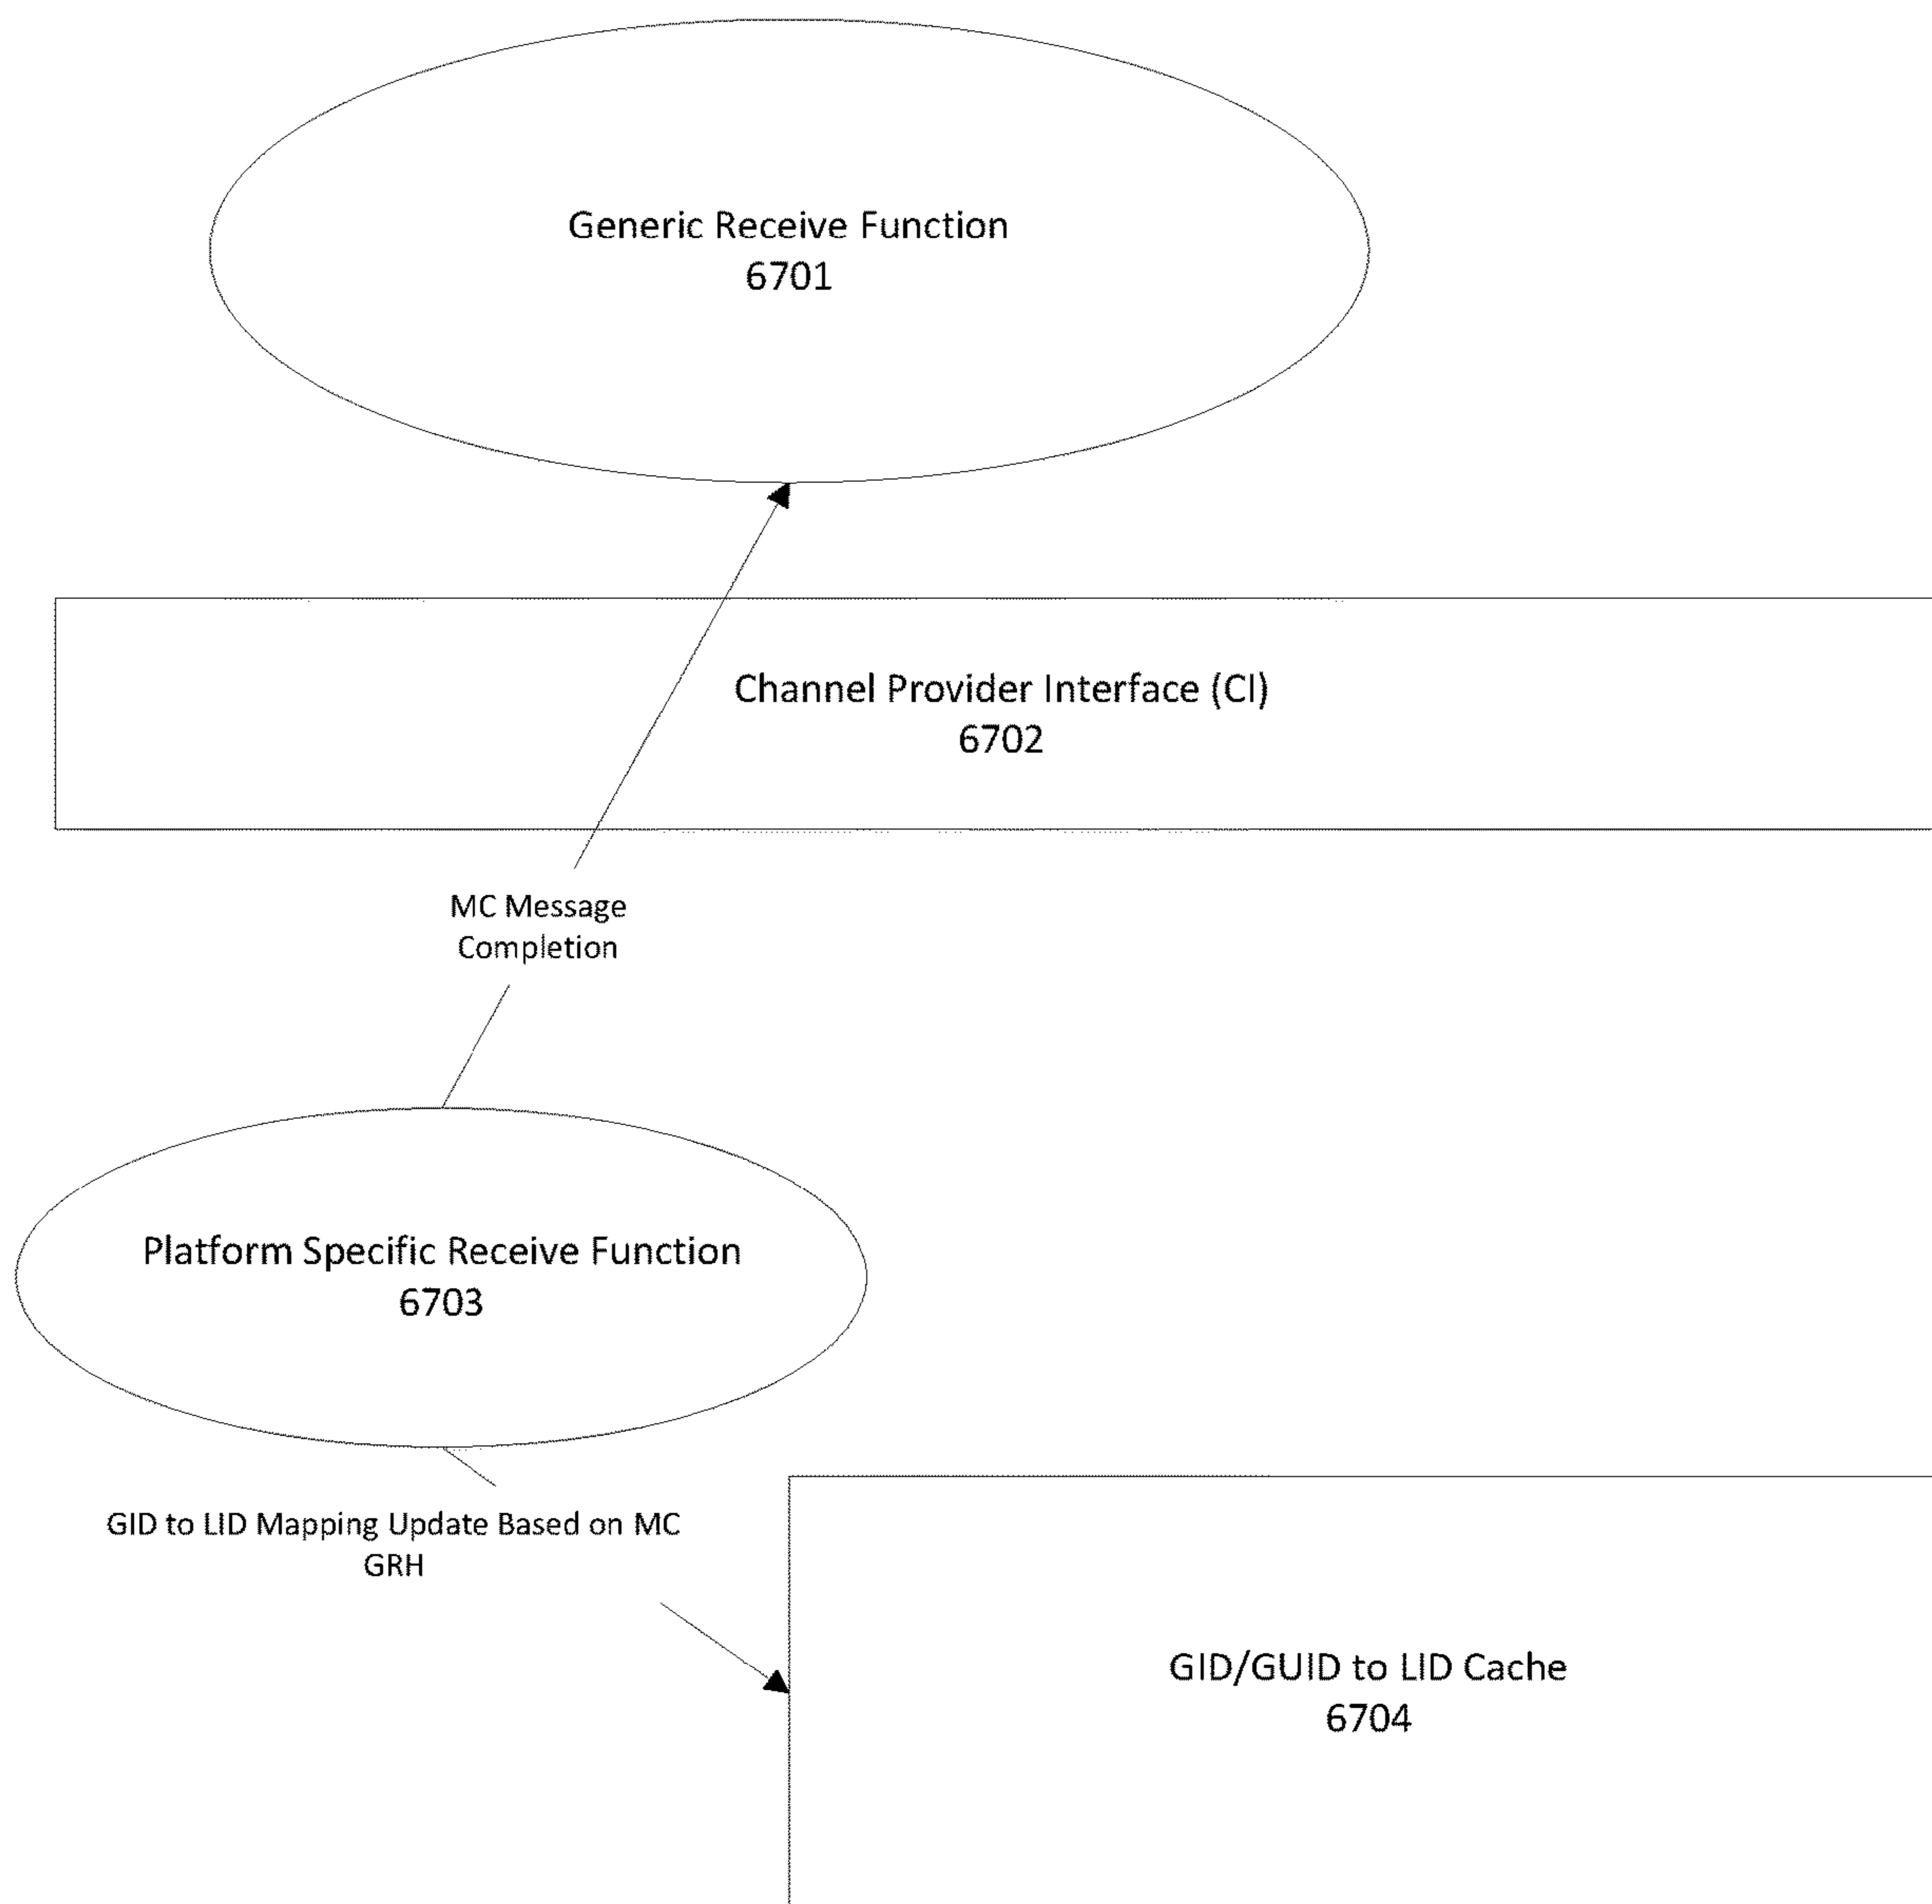 Generic Receive Function
6701
Channel Provider Interface (CI)
6702
MC Message
Completion
Platform Specific Receive Function
6703
GID to LID Mapping Update Based on MC
GRH
GID/GUID to LID Cache
6704